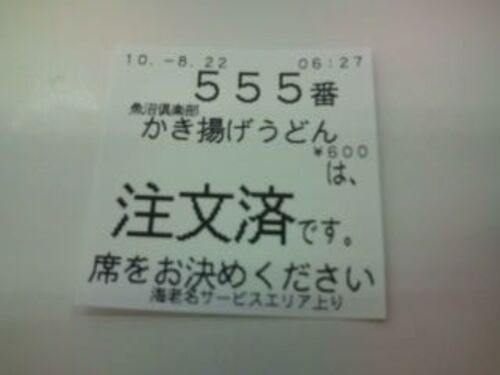 10.-8.22 06:27
555番
魚沼倶楽部
かき揚げうどん
¥600
は、
注文済です。
席をお決めください
海老名サービスエリア上り